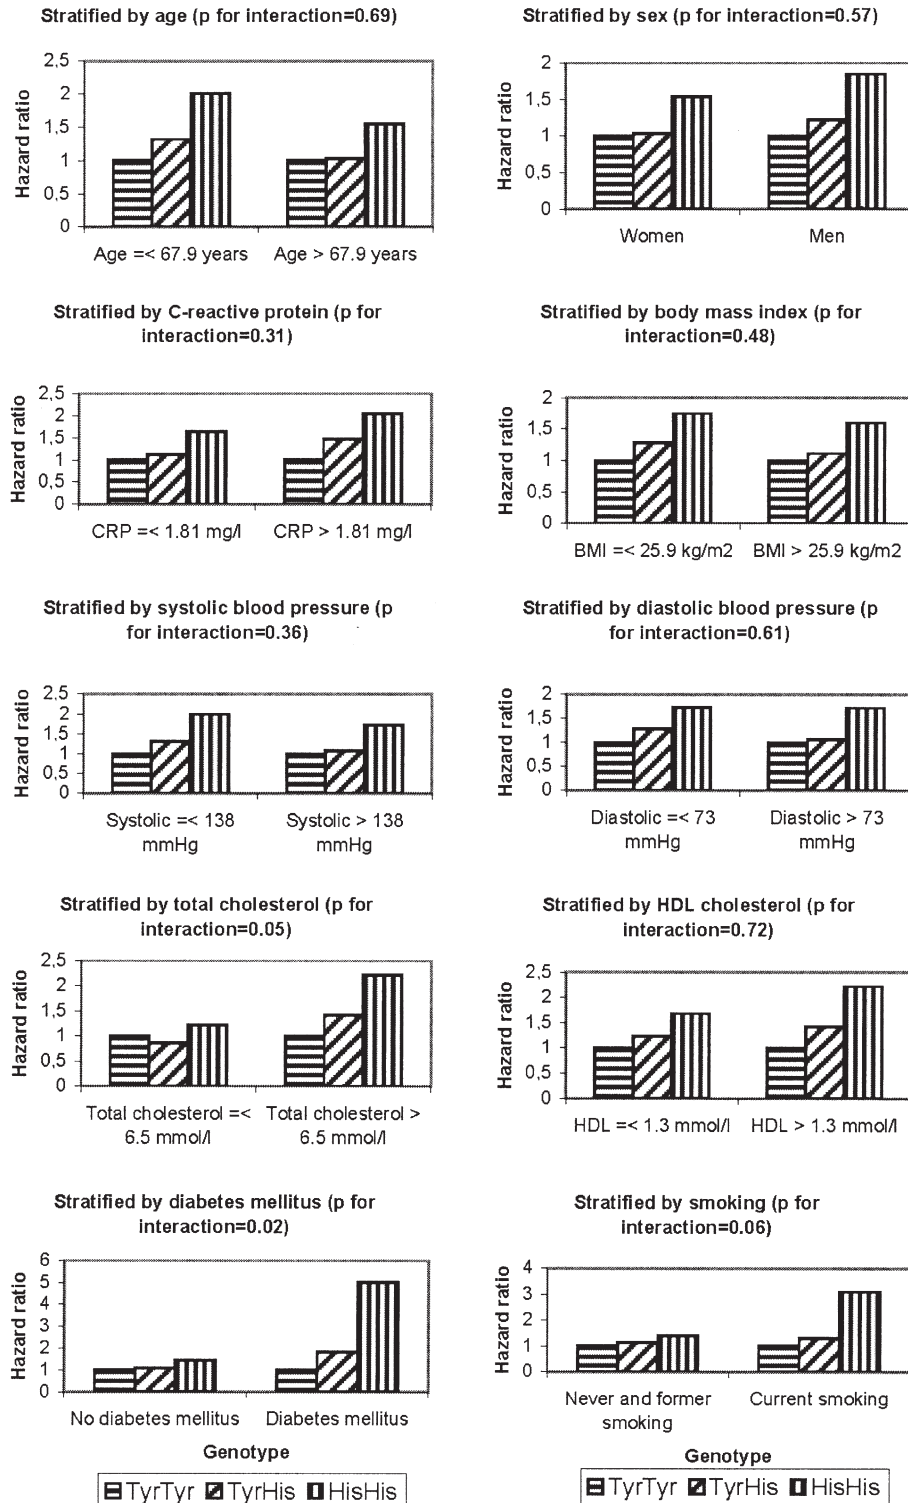 Stratified by age (p for interaction=0.69)
Hazard ratio
2,5
2
1,5
1
0,5
0
Age =< 67.9 years
Age > 67.9 years
Stratified by sex (p for interaction=0.57)
Hazard ratio
2
1,5
1
0,5
0
Women
Men
Stratified by C-reactive protein (p for
interaction=0.31)
Hazard ratio
2,5
2
1,5
1
0,5
0
CRP =< 1.81 mg/l
CRP > 1.81 mg/l
Stratified by body mass index (p for
interaction=0.48)
Hazard ratio
2
1,5
1
0,5
0
BMI =< 25.9 kg/m2
BMI > 25.9 kg/m2
Stratified by systolic blood pressure (p
for interaction=0.36)
Hazard ratio
2,5
2
1,5
1
0,5
0
Systolic =< 138
mmHg
Systolic > 138
mmHg
Stratified by diastolic blood pressure (p
for interaction=0.61)
Hazard ratio
2
1,5
1
0,5
0
Diastolic =< 73
mmHg
Diastolic > 73
mmHg
Stratified by total cholesterol (p for
interaction=0.05)
Hazard ratio
2,5
2
1,5
1
0,5
0
Total cholesterol =<
6.5 mmol/l
Total cholesterol >
6.5 mmol/l
Stratified by HDL cholesterol (p for
interaction=0.72)
Hazard ratio
2,5
2
1,5
1
0,5
0
HDL =< 1.3 mmol/l
HDL > 1.3 mmol/l
Stratified by diabetes mellitus (p for
interaction=0.02)
Hazard ratio
6
5
4
3
2
1
0
No diabetes mellitus
Diabetes mellitus
Genotype
TyrTyr TyrHis HisHis
Stratified by smoking (p for
interaction=0.06)
Hazard ratio
4
3
2
1
0
Never and former
smoking
Current smoking
Genotype
TyrTyr TyrHis HisHis